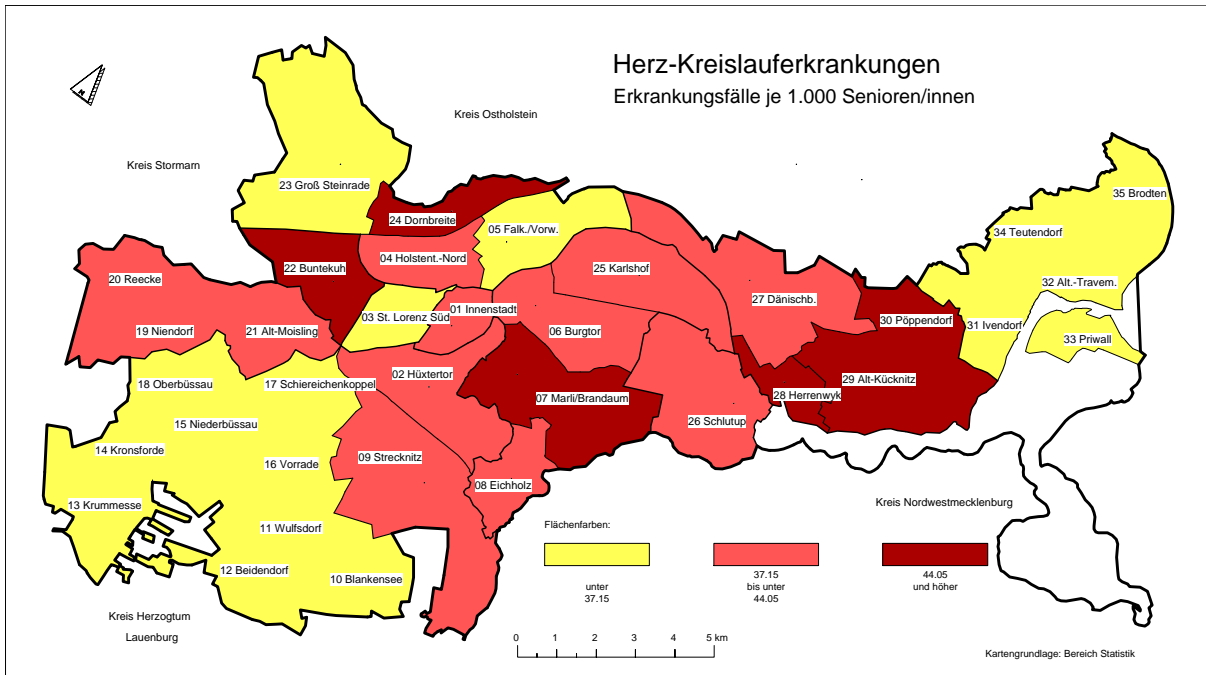 Herz-Kreislauferkrankungen
Erkrankungsfälle je 1.000 Senioren/innen
N
Kreis Ostholstein
Kreis Stormarn
23 Groß Steinrade
35 Brodten
24 Dornbreite
05 Falk./Vorw.
34 Teutendorf
04 Holstent.-Nord
22 Buntekuh
25 Karlshof
20 Reecke
32 Alt.-Travem.
27 Dänischb.
01 Innenstadt
03 St. Lorenz Süd
30 Pöppendorf
31 Ivendorf
19 Niendorf
21 Alt-Moisling
06 Burgtor
33 Priwall
02 Hüxtertor
29 Alt-Kücknitz
18 Oberbüssau
17 Schiereichenkoppel
28 Herrenwyk
07 Marli/Brandaum
26 Schlutup
15 Niederbüssau
14 Kronsforde
16 Vorrade
09 Strecknitz
08 Eichholz
13 Krummesse
Kreis Nordwestmecklenburg
11 Wulfsdorf
Flächenfarben:
12 Beidendorf
10 Blankensee
unter
37.15
37.15
bis unter
44.05
44.05
und höher
Kreis Herzogtum
Lauenburg
0 1 2 3 4 5 km
Kartengrundlage: Bereich Statistik